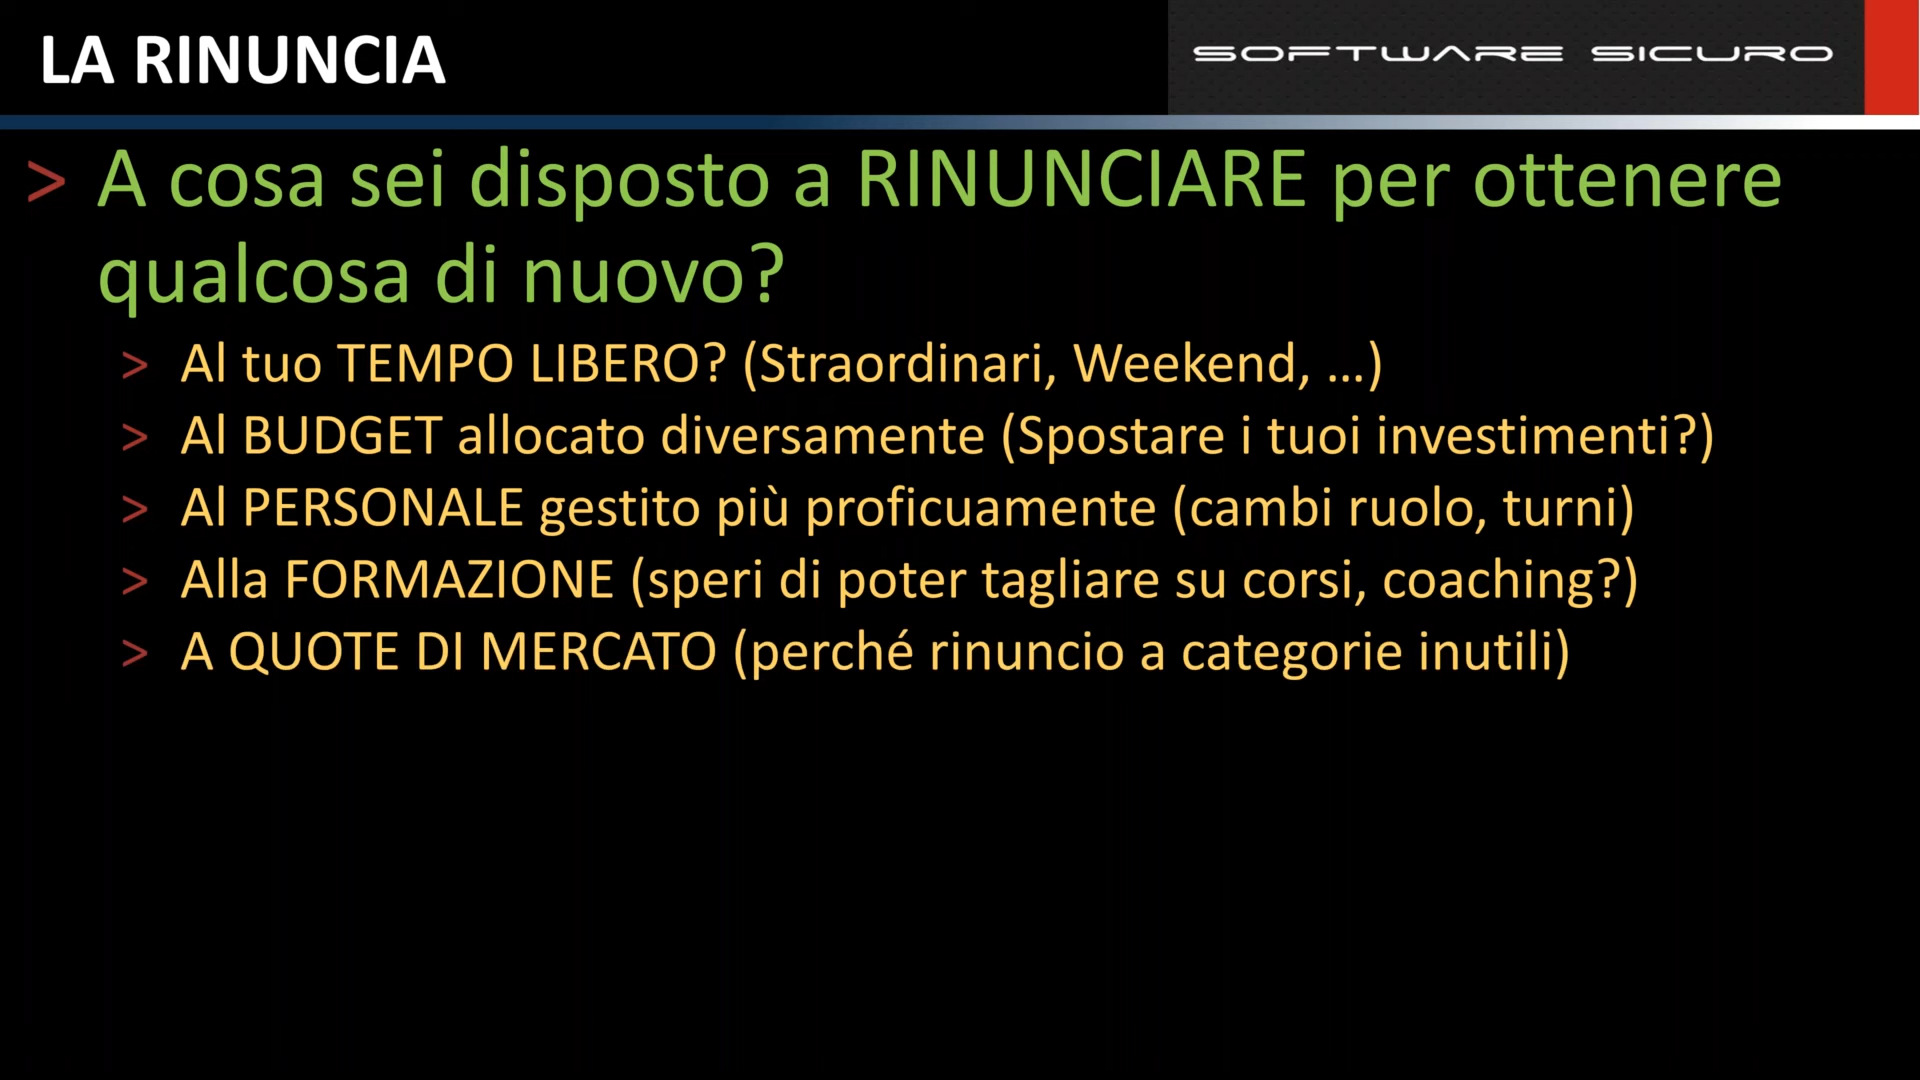 LA RINUNCIA
SOFTWARE SICURO
> A cosa sei disposto a RINUNCIARE per ottenere
qualcosa di nuovo?
> Al tuo TEMPO LIBERO? (Straordinari, Weekend, ...)
> Al BUDGET allocato diversamente (Spostare i tuoi investimenti?)
> Al PERSONALE gestito più proficuamente (cambi ruolo, turni)
> Alla FORMAZIONE (speri di poter tagliare su corsi, coaching?)
> A QUOTE DI MERCATO (perché rinuncio a categorie inutili)